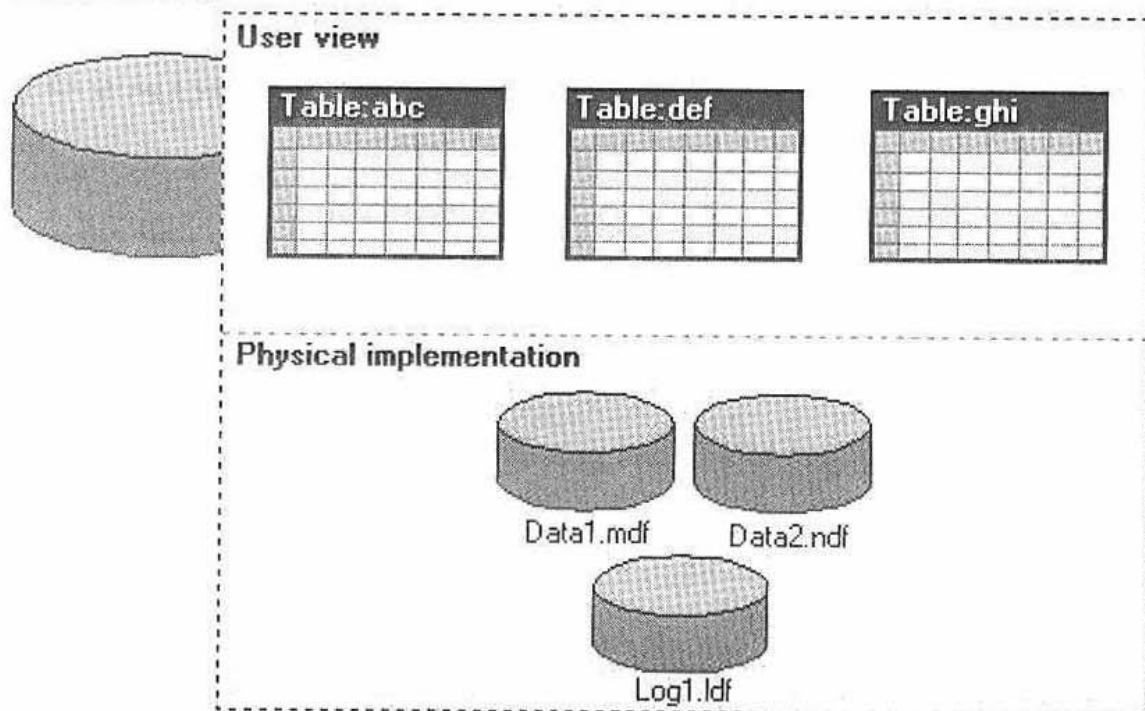 User view
Table:abc Table:def Table:ghi
Physical implementation
Data1.mdf Data2.ndf
Log1.ldf